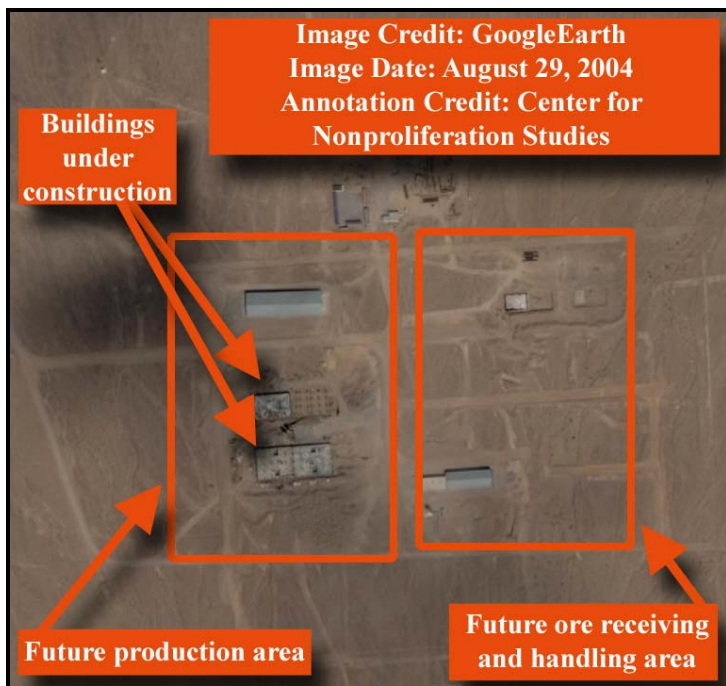 Image Credit: GoogleEarth
Image Date: August 29, 2004
Annotation Credit: Center for
Nonproliferation Studies
Buildings
under
construction
Future production area
Future ore receiving
and handling area